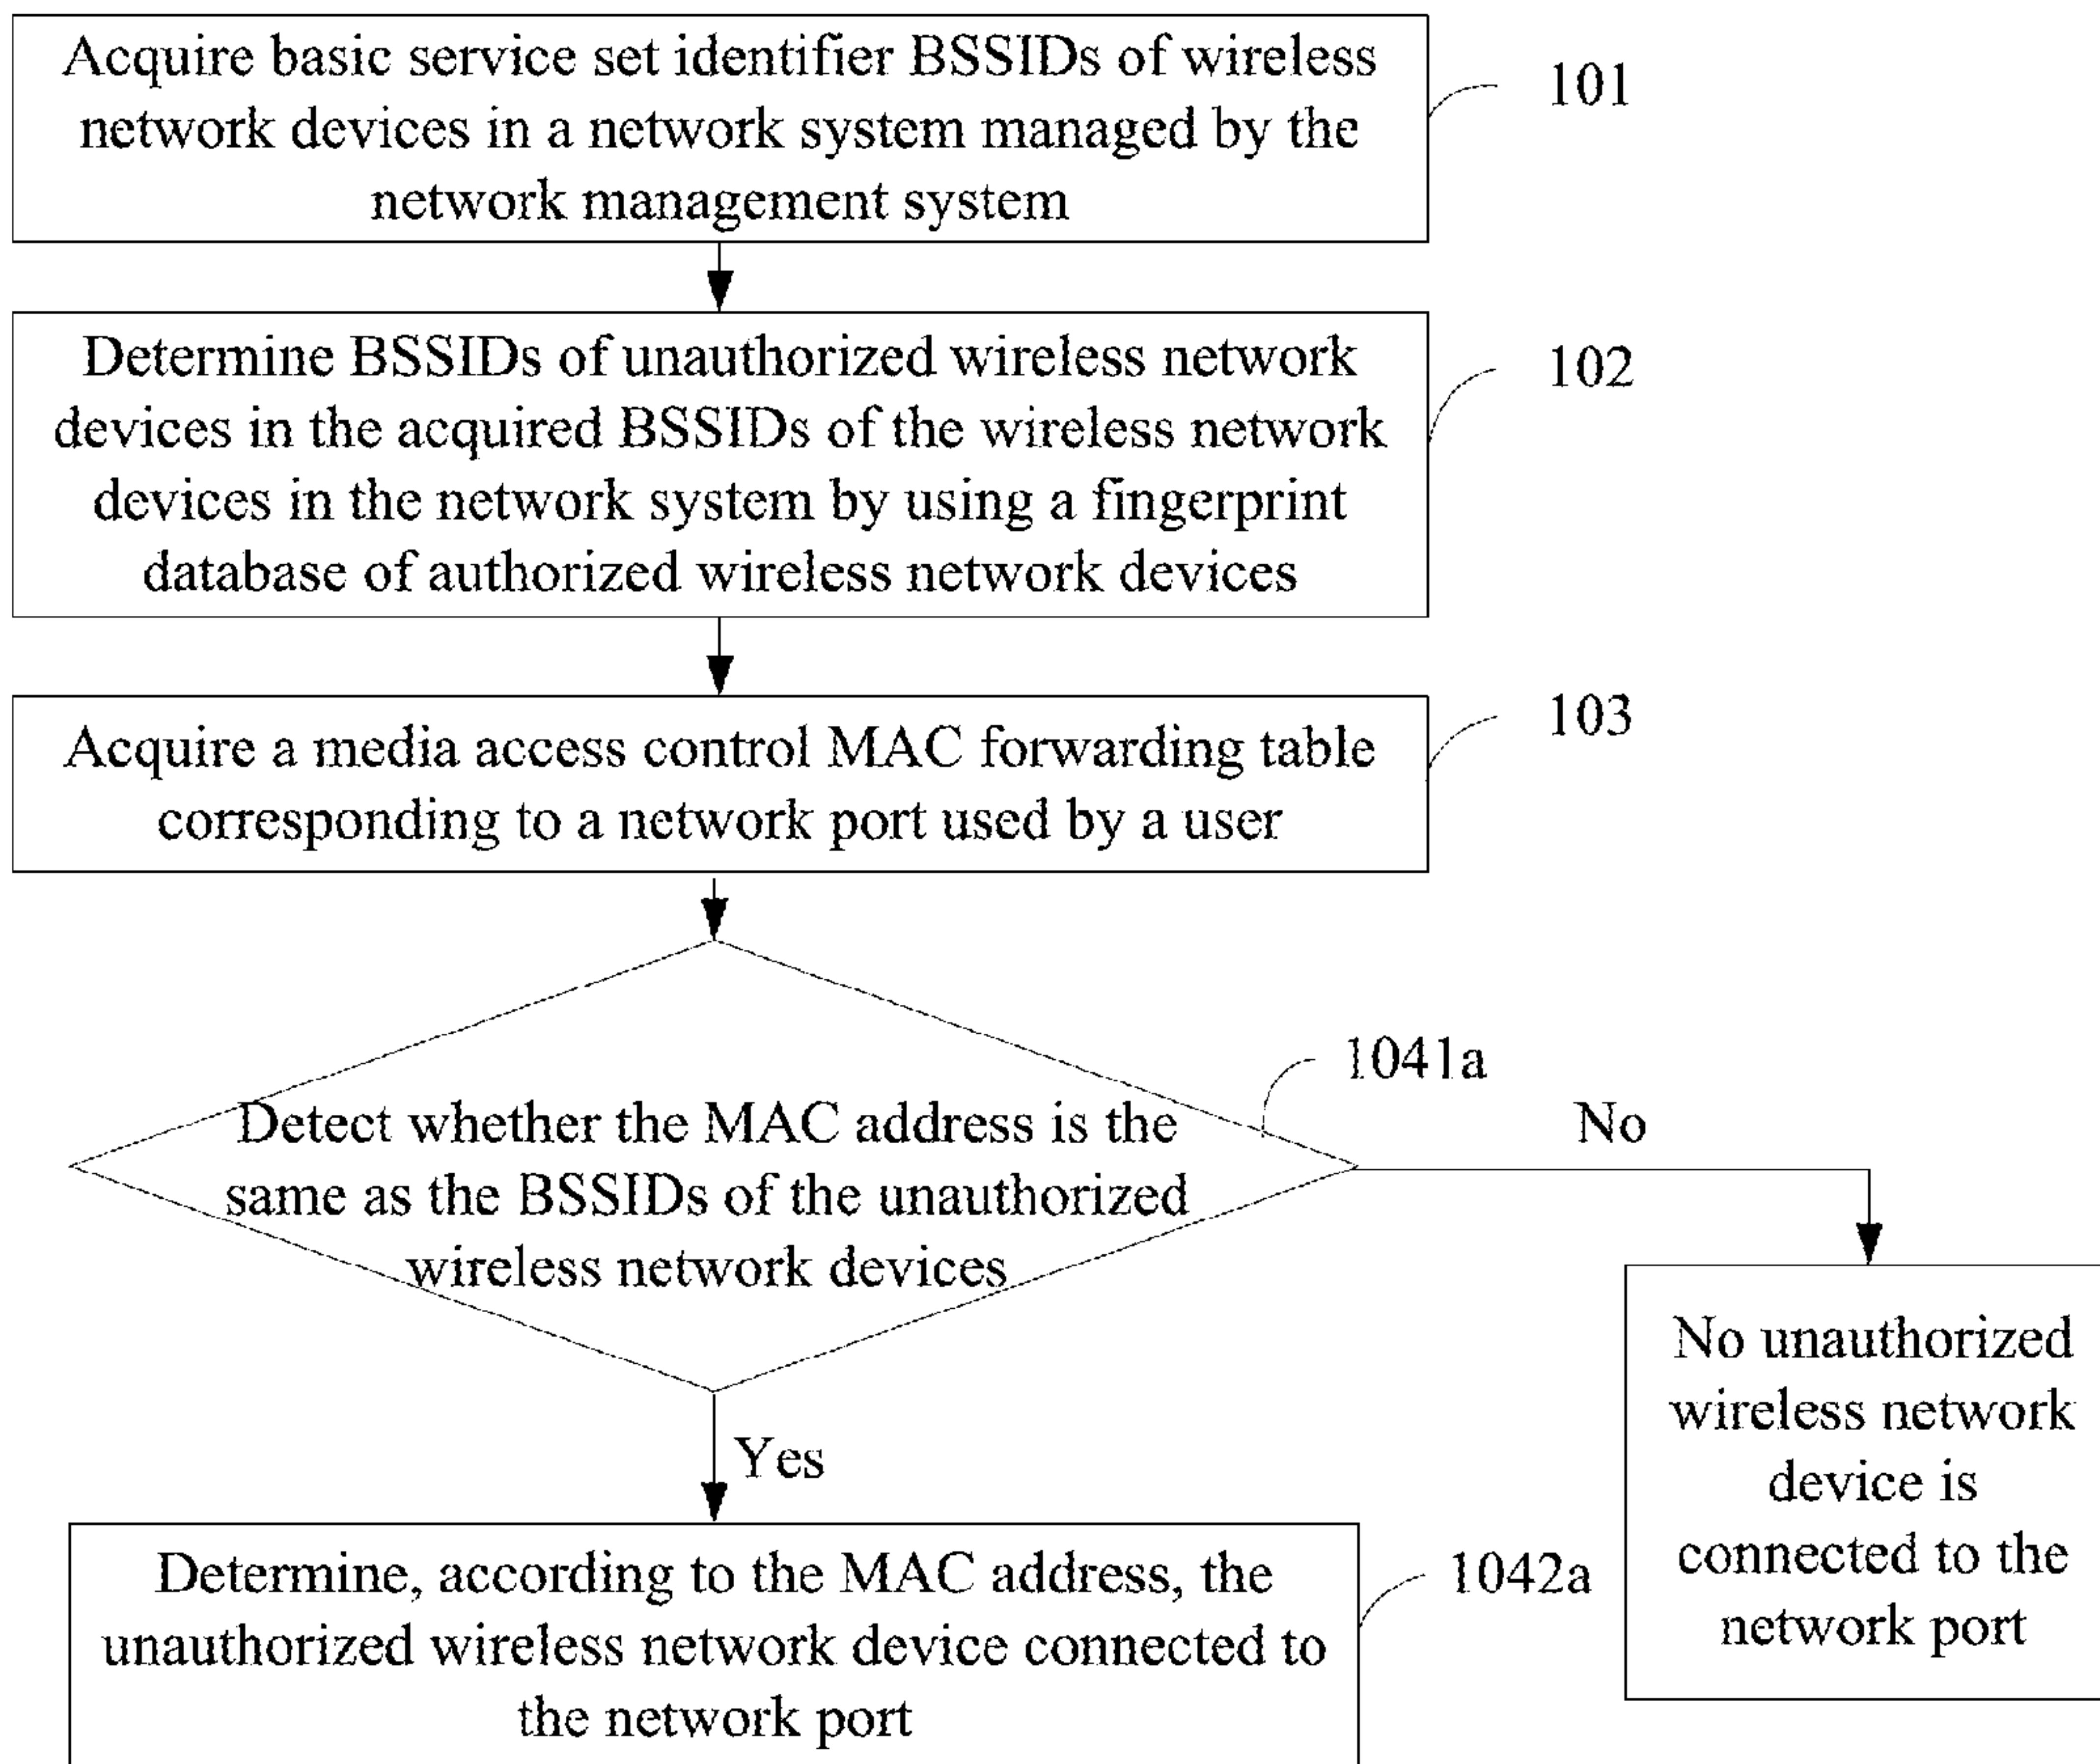 Acquire basic service set identifier BSSIDs of wireless
network devices in a network system managed by the
network management system
101
Determine BSSIDs of unauthorized wireless network
devices in the acquired BSSIDs of the wireless network
devices in the network system by using a fingerprint
database of authorized wireless network devices
102
Acquire a media access control MAC forwarding table
corresponding to a network port used by a user
103
Detect whether the MAC address is the
same as the BSSIDs of the unauthorized
wireless network devices
1041a
No
No unauthorized
wireless network
device is
connected to the
network port
Yes
Determine, according to the MAC address, the
unauthorized wireless network device connected to
the network port
1042a